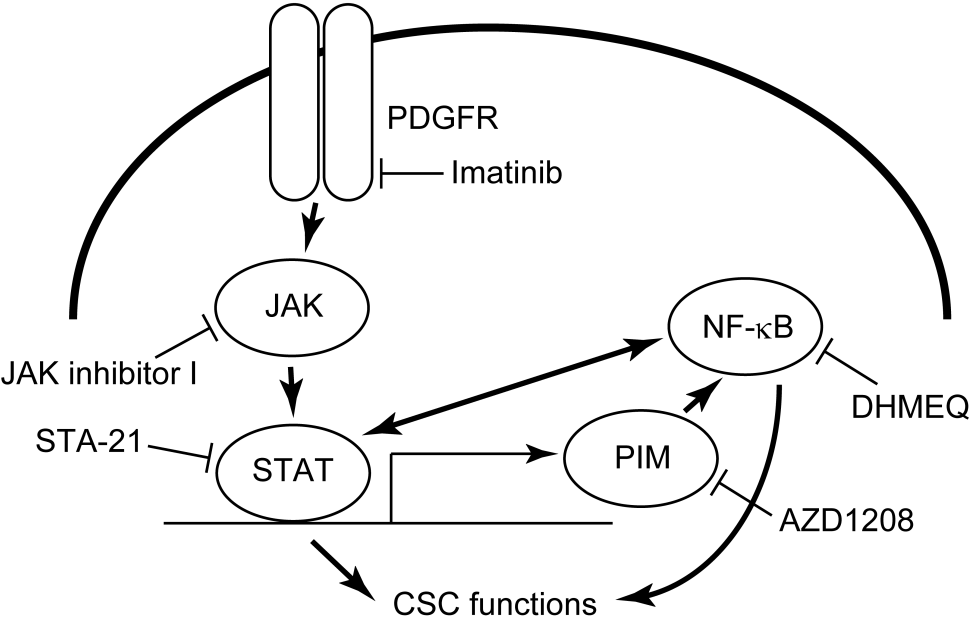 PDGFR
Imatinib
JAK
NF-κB
JAK inhibitor I
DHMEQ
STA-21
STAT
PIM
AZD1208
CSC functions